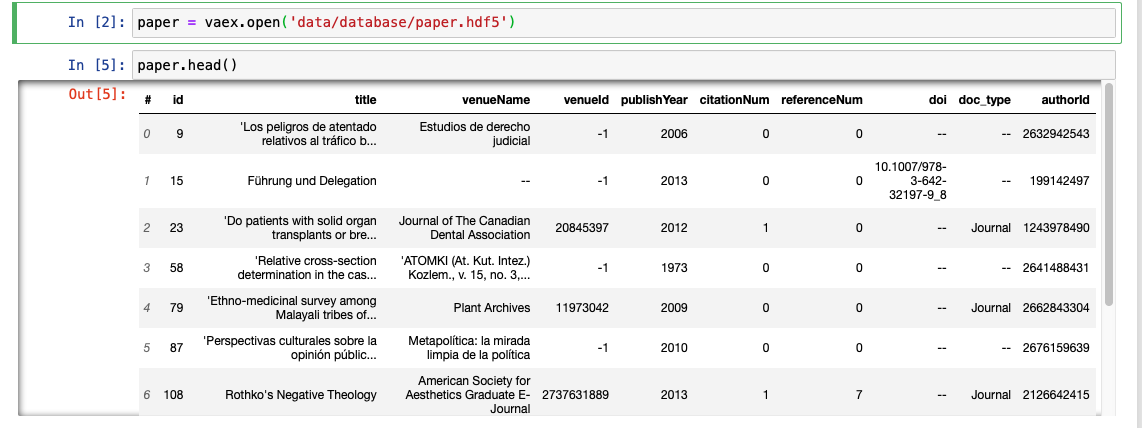 In [2]: paper = vaex.open('data/database/paper.hdf5')
In [5]: paper.head()
Out[5]:
# id title venueName venueId publishYear citationNum referenceNum doi doc_type authorId
0 9 'Los peligros de atentado relativos al tráfico b... Estudios de derecho judicial -1 2006 0 0 -- -- 2632942543
1 15 Führung und Delegation -- -1 2013 0 0 10.1007/978-3-642-32197-9_8 -- 199142497
2 23 'Do patients with solid organ transplants or bre... Journal of The Canadian Dental Association 20845397 2012 1 0 -- Journal 1243978490
3 58 'Relative cross-section determination in the cas... 'ATOMKI (At. Kut. Intez.) Kozlem., v. 15, no. 3,... -1 1973 0 0 -- -- 2641488431
4 79 'Ethno-medicinal survey among Malayali tribes of... Plant Archives 11973042 2009 0 0 -- Journal 2662843304
5 87 'Perspectivas culturales sobre la opinión públic... Metapolítica: la mirada limpia de la política -1 2010 0 0 -- -- 2676159639
6 108 Rothko's Negative Theology American Society for Aesthetics Graduate E-Journal 2737631889 2013 1 7 -- Journal 2126642415